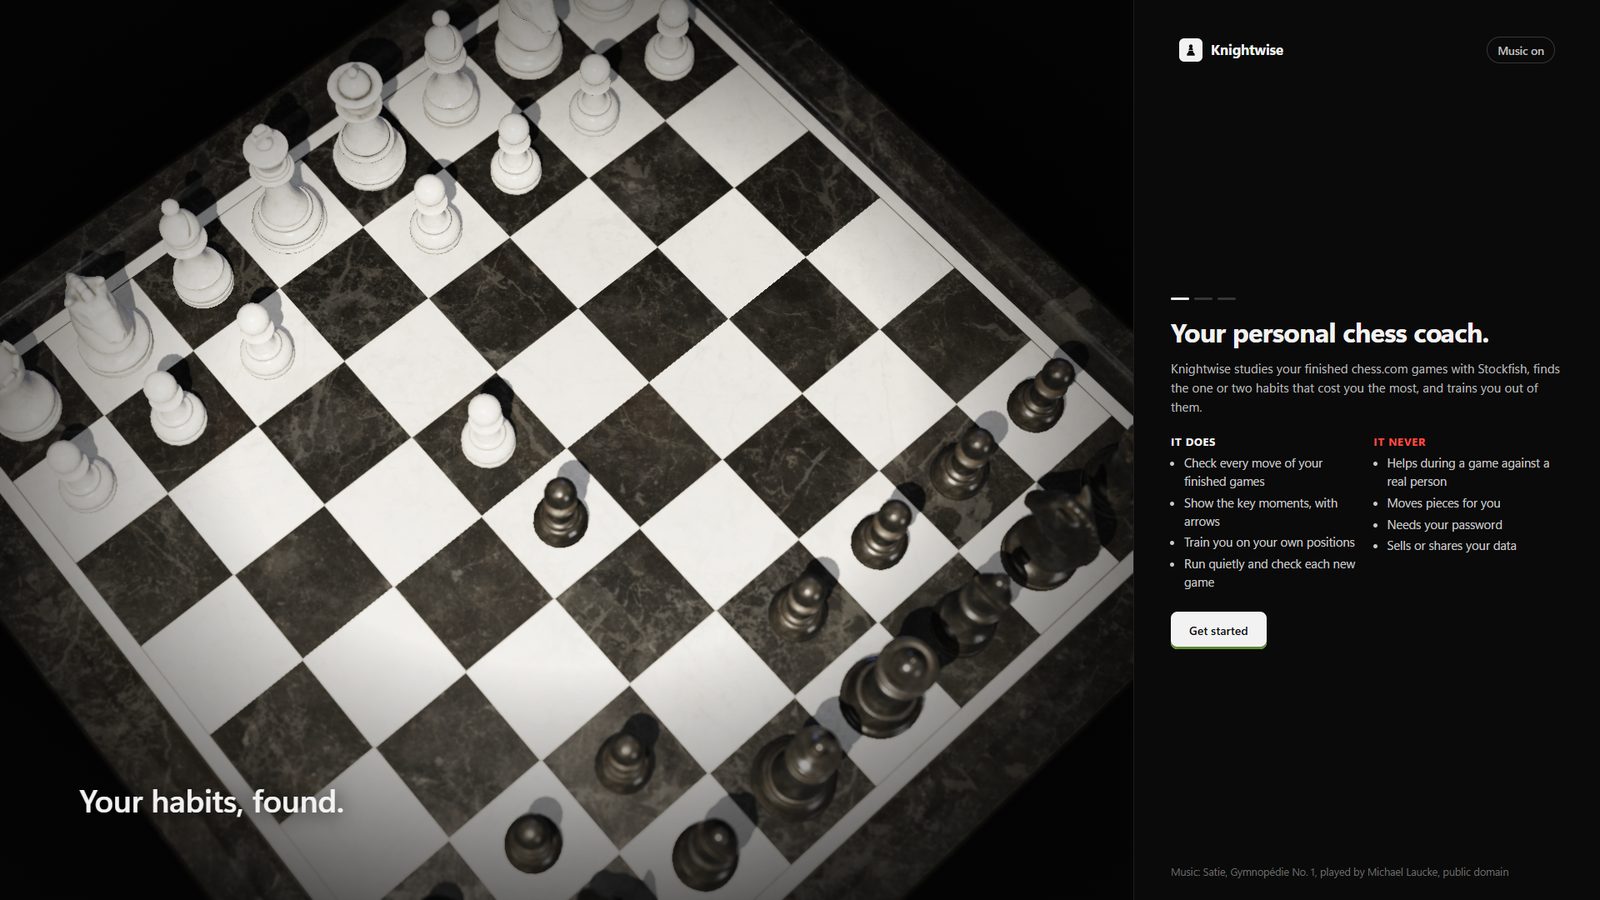 Knightwise
Music on
Your personal chess coach.
Knightwise studies your finished chess.com games with Stockfish, finds
the one or two habits that cost you the most, and trains you out of
them.
IT DOES
Check every move of your
finished games
Show the key moments, with
arrows
Train you on your own positions
Run quietly and check each new
game
IT NEVER
Helps during a game against a
real person
Moves pieces for you
Needs your password
Sells or shares your data
Get started
Your habits, found.
Music: Satie, Gymnopédie No. 1, played by Michael Laucke, public domain